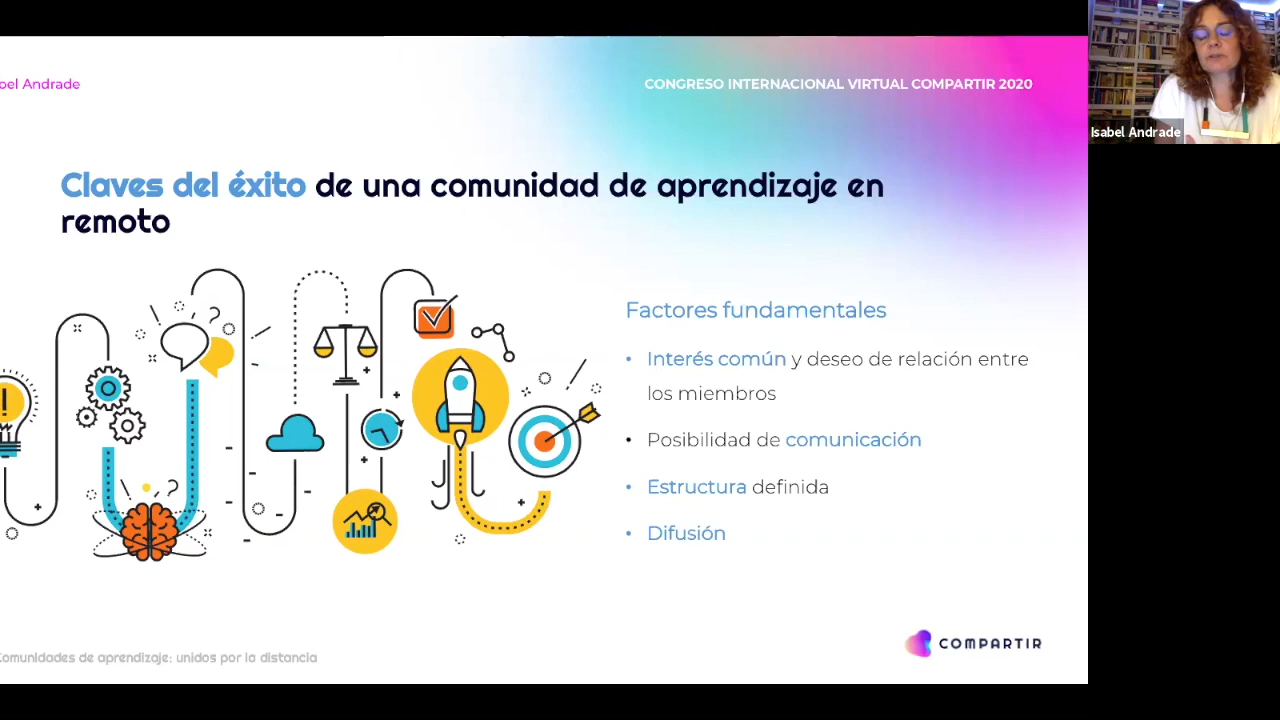 bel Andrade
CONGRESO INTERNACIONAL VIRTUAL COMPARTIR 2020
Isabel Andrade
Claves del éxito de una comunidad de aprendizaje en
remoto
Factores fundamentales
• Interés común y deseo de relación entre
los miembros
• Posibilidad de comunicación
• Estructura definida
• Difusión
Comunidades de aprendizaje: unidos por la distancia
COMPARTIR